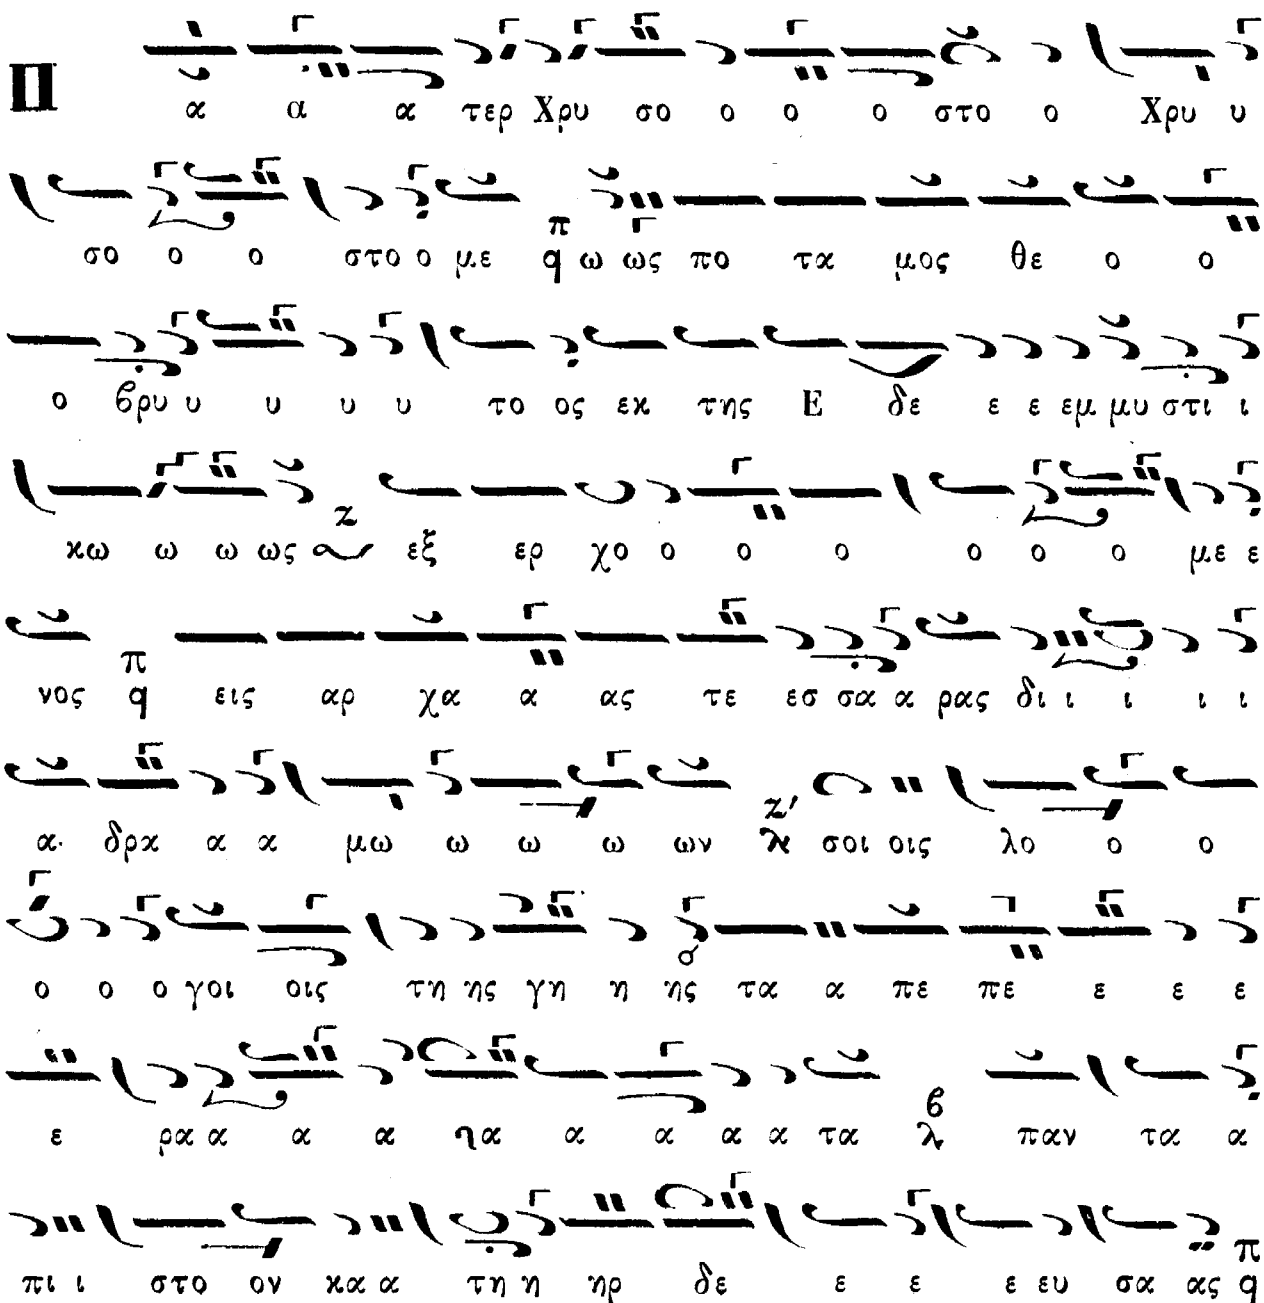 Π α α α τερ Χρυ σο ο ο ο στο ο Χρυ υ
σο ο ο στο ο με π q ω ως πο τα μος θε ο ο
ο βρυ υ υ υ υ το ος εκ της Ε δε ε ε εμ μυ στι ι
κω ω ω ως z εξ ερ χο ο ο ο ο ο ο με ε
νος π q εις αρ χα α ας τε εσ σα α ρας δι ι ι ι ι
α δρα α α μω ω ω ω ων z' σοι οις λο ο ο
ο ο ο γοι οις τη ης γη η ης τα α πε πε ε ε ε
ε ρα α α α α α α α τα β λ παν τα α
πι ι στο ον κα α τη η ηρ δε ε ε ε ευ σα ας π q